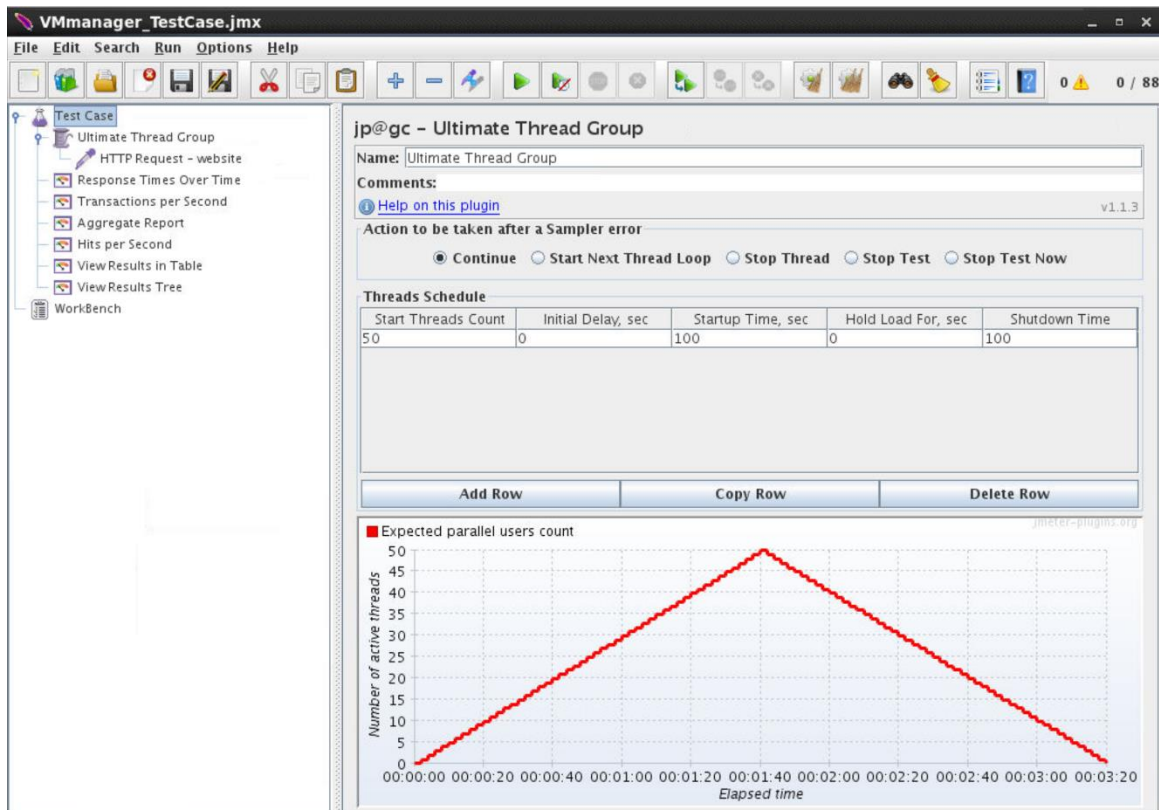 VMmanager_TestCase.jmx
File Edit Search Run Options Help
0 0 / 88
Test Case
Ultimate Thread Group
HTTP Request - website
Response Times Over Time
Transactions per Second
Aggregate Report
Hits per Second
View Results in Table
View Results Tree
WorkBench
jp@gc - Ultimate Thread Group
Name: Ultimate Thread Group
Comments:
Help on this plugin v1.1.3
Action to be taken after a Sampler error
Continue Start Next Thread Loop Stop Thread Stop Test Stop Test Now
Threads Schedule
Start Threads Count Initial Delay, sec Startup Time, sec Hold Load For, sec Shutdown Time
50 0 100 0 100
Add Row Copy Row Delete Row
jmeter-plugins.org
Expected parallel users count
Number of active threads
50
45
40
35
30
25
20
15
10
5
0
00:00:00 00:00:20 00:00:40 00:01:00 00:01:20 00:01:40 00:02:00 00:02:20 00:02:40 00:03:00 00:03:20
Elapsed time